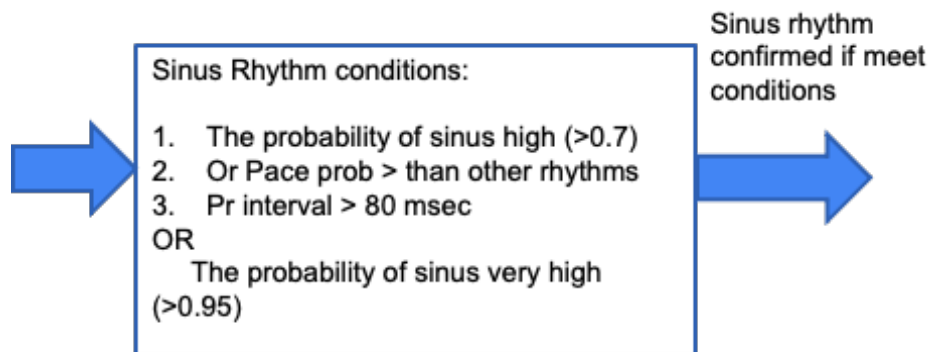 Sinus rhythm
confirmed if meet
conditions
Sinus Rhythm conditions:
1. The probability of sinus high (>0.7)
2. Or Pace prob > than other rhythms
3. Pr interval > 80 msec
OR
The probability of sinus very high
(>0.95)